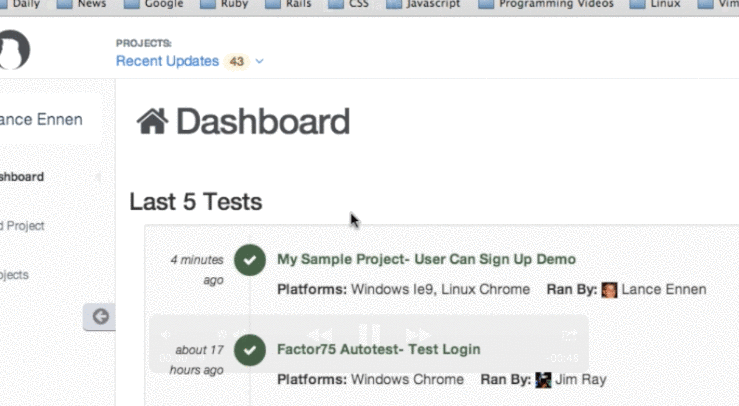 Daily News Google Ruby Rails CSS Javascript Programming Videos Linux Vim
PROJECTS:
Recent Updates 43
ance Ennen
Dashboard
shboard
Last 5 Tests
d Project
4 minutes ago
My Sample Project- User Can Sign Up Demo
Platforms: Windows Ie9, Linux Chrome Ran By: Lance Ennen
ojects
about 17 hours ago
Factor75 Autotest- Test Login
Platforms: Windows Chrome Ran By: Jim Ray